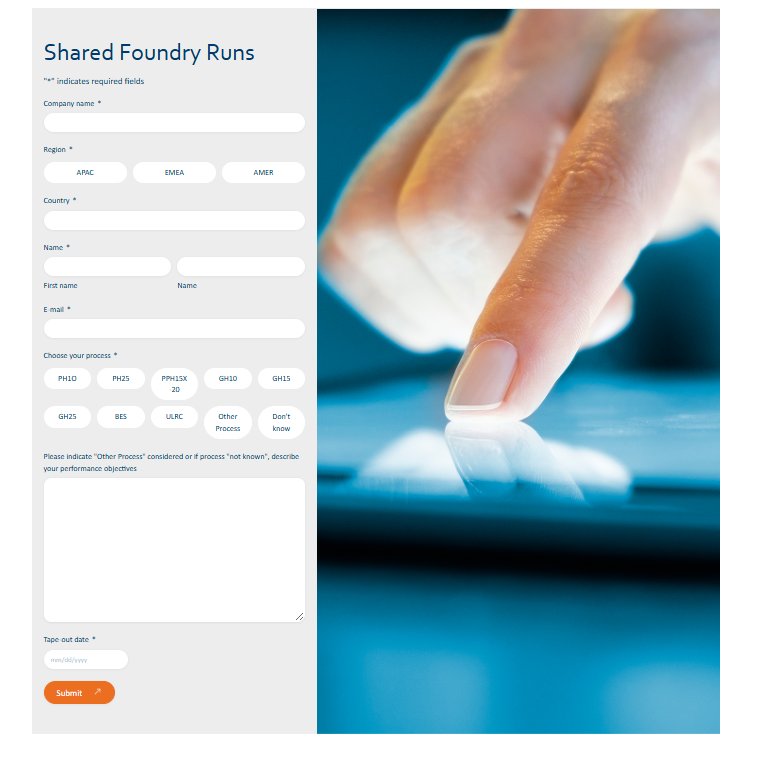 Shared Foundry Runs
"*" indicates required fields
Company name *
Region *
APAC EMEA AMER
Country *
Name *
First name Name
E-mail *
Choose your process *
PH10 PH25 PPH15X 20 GH10 GH15
GH25 BES ULRC Other Process Don't know
Please indicate "Other Process" considered or if process "not known", describe
your performance objectives
Tape-out date *
mm/dd/yyyy
Submit